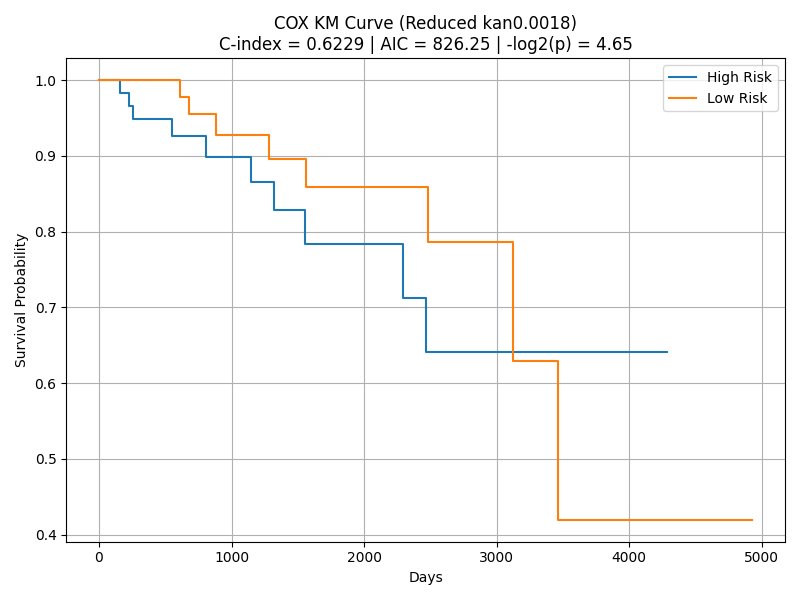 COX KM Curve (Reduced kan0.0018)
C-index = 0.6229 | AIC = 826.25 | -log2(p) = 4.65
High Risk
Low Risk
Survival Probability
1.0
0.9
0.8
0.7
0.6
0.5
0.4
0 1000 2000 3000 4000 5000
Days